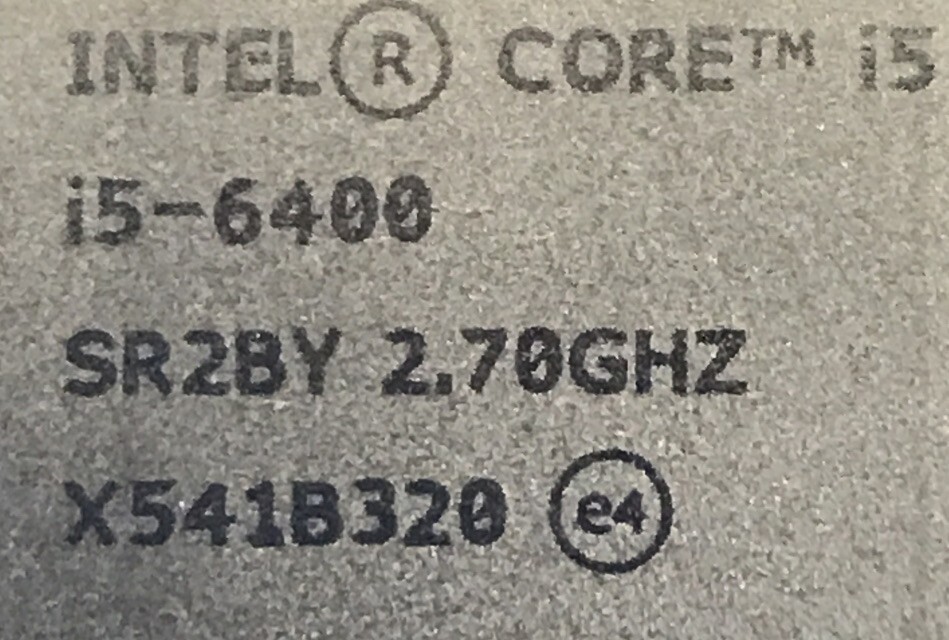 INTEL® CORE™ i5
i5-6400
SR2BY 2.70GHZ
X541B320 e4